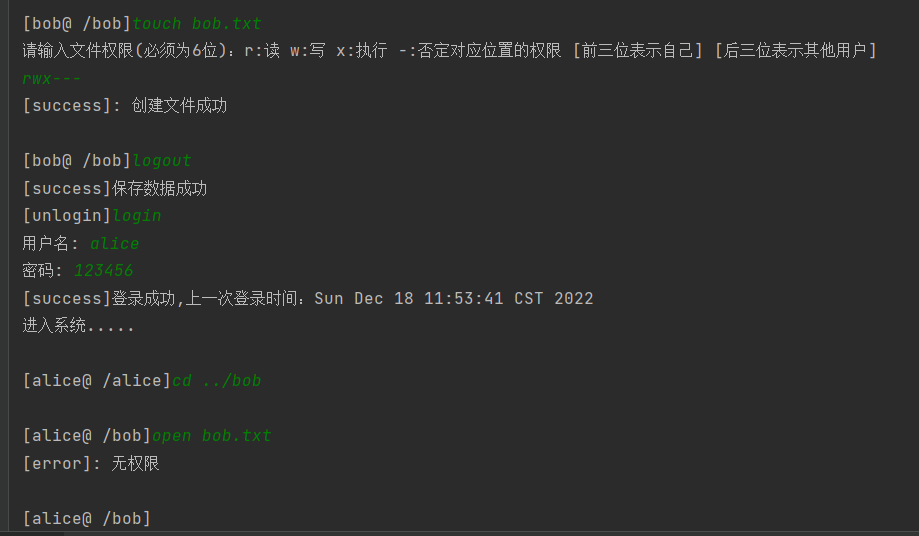 [bob@ /bob]touch bob.txt
请输入文件权限(必须为6位)：r:读 w:写 x:执行 -:否定对应位置的权限 [前三位表示自己] [后三位表示其他用户]
rwx---
[success]: 创建文件成功
[bob@ /bob]logout
[success]保存数据成功
[unlogin]login
用户名: alice
密码: 123456
[success]登录成功,上一次登录时间：Sun Dec 18 11:53:41 CST 2022
进入系统.....
[alice@ /alice]cd ../bob
[alice@ /bob]open bob.txt
[error]: 无权限
[alice@ /bob]